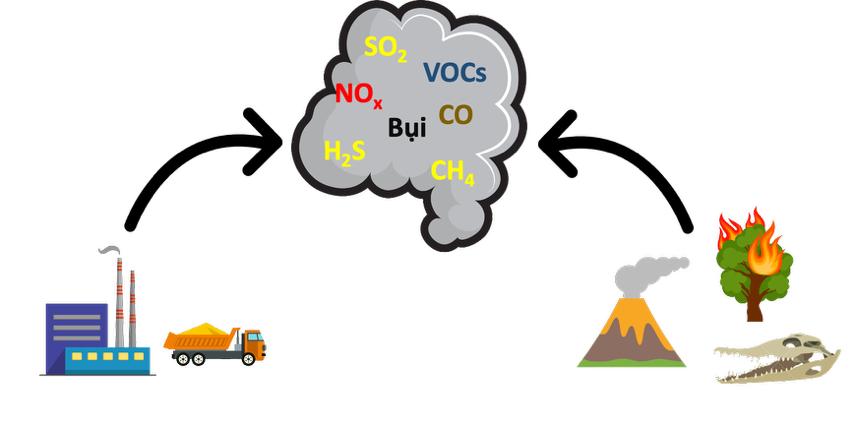 SO₂
VOCs
NOₓ
CO
Bụi
H₂S
CH₄